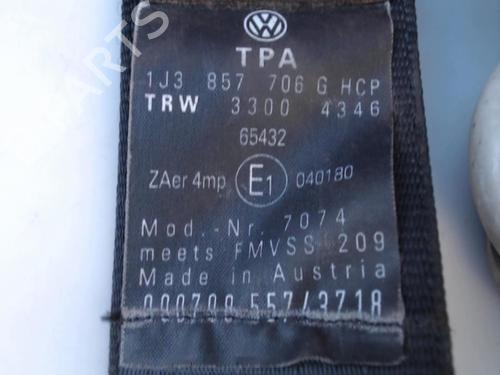 TPA
1J3 857 706 G HCP
TRW 3300 4346
65432
ZAer 4mp E1 040180
Mod.-Nr. 7074
meets FMVSS 209
Made in Austria